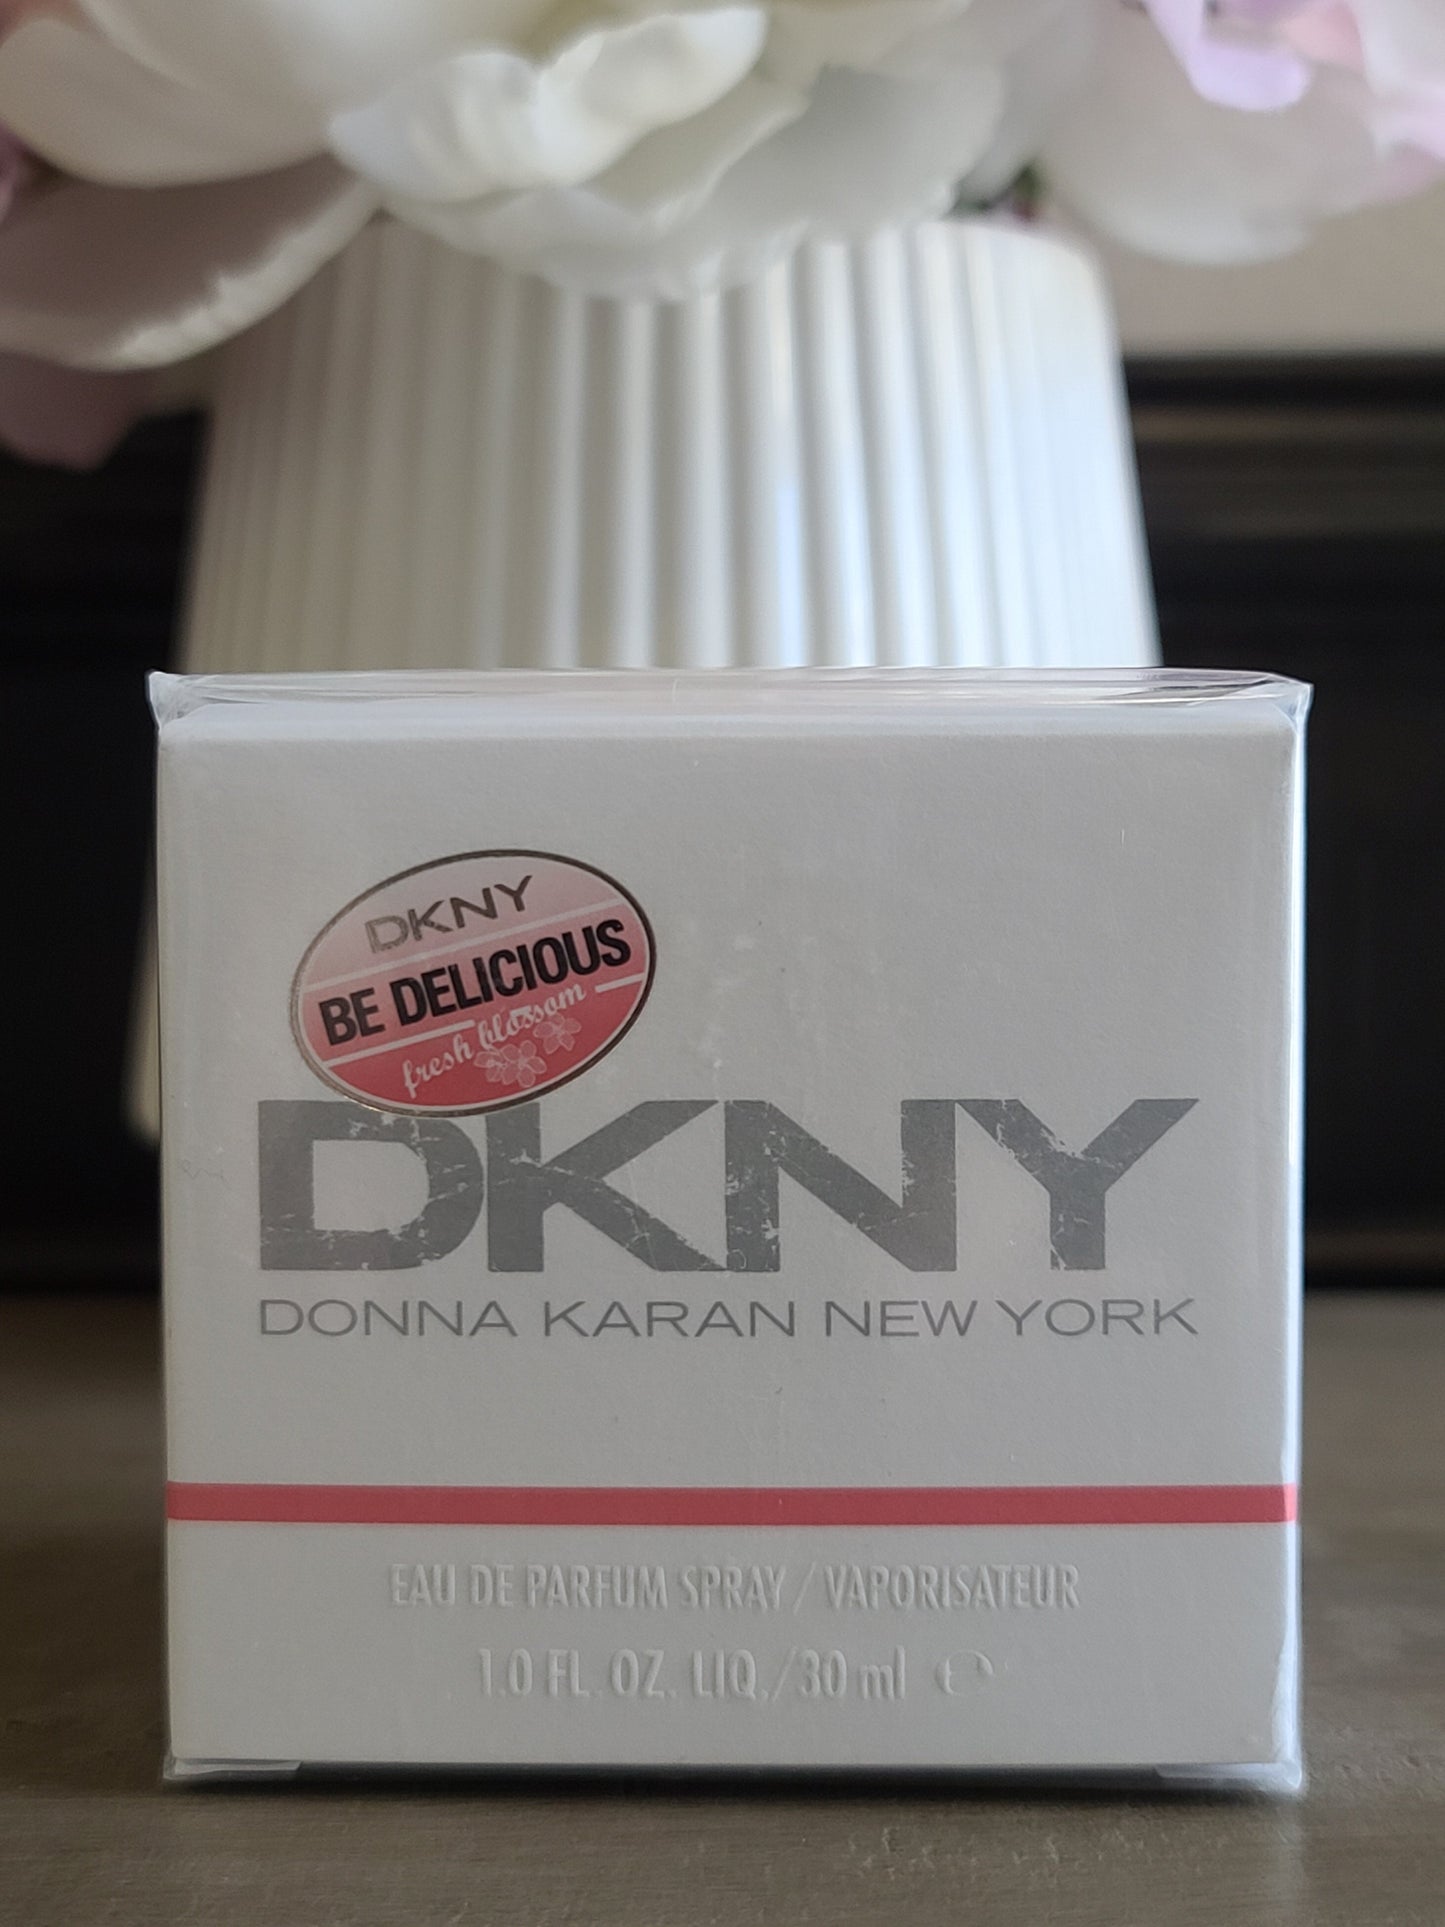 DKNY
BE DELICIOUS
fresh blossom
DKNY
DONNA KARAN NEW YORK
EAU DE PARFUM SPRAY / VAPORISATEUR
1.0 FL. OZ. LIQ./30 ml ℮